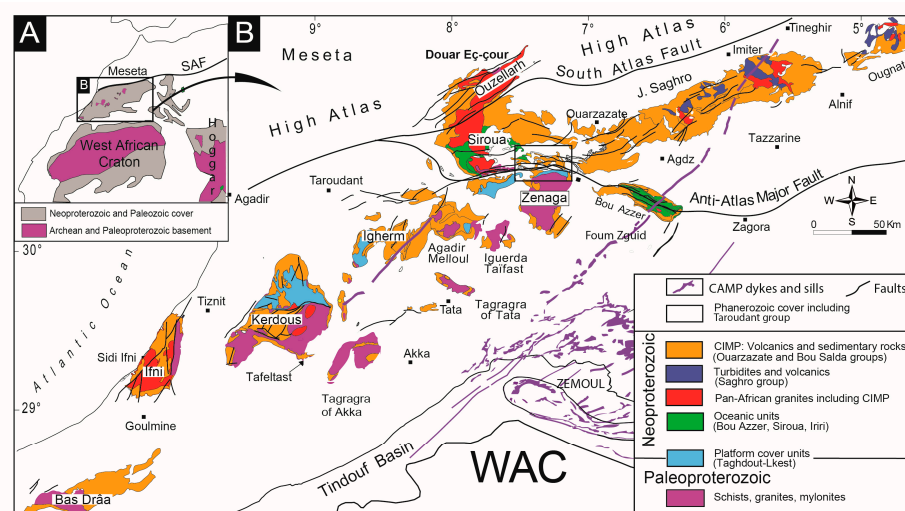 A
Meseta
SAF
B
West African
Craton
Hoggar
Neoproterozoic and Paleozoic cover
Archean and Paleoproterozoic basement
B
9°
8°
7°
6°
5°
Meseta
High Atlas
South Atlas Fault
High Atlas
Douar Eç-çour
Ouzellarh
Tineghir
Imiter
J. Saghro
Ougnat
Alnif
Ouarzazate
Siroua
Tazzarine
Agdz
Taroudant
Agadir
Zenaga
Bou Azzer
Anti-Atlas Major Fault
Zagora
Foum Zguid
N
W
E
S
0
50 Km
Igherm
Agadir
Melloul
Iguerda
Taïfast
30°
Atlantic Ocean
Tiznit
Kerdous
Tata
Tagragra
of Tata
Sidi Ifni
Ifni
Tafeltast
Akka
Tagragra
of Akka
ZEMOUL
29°
Goulmine
Tindouf Basin
WAC
Bas Drâa
CAMP dykes and sills
Faults
Phanerozoic cover including
Taroudant group
Neoproterozoic
CIMP: Volcanics and sedimentary rocks
(Ouarzazate and Bou Salda groups)
Turbidites and volcanics
(Saghro group)
Pan-African granites including CIMP
Oceanic units
(Bou Azzer, Siroua, Iriri)
Platform cover units
(Taghdout-Lkest)
Paleoproterozoic
Schists, granites, mylonites